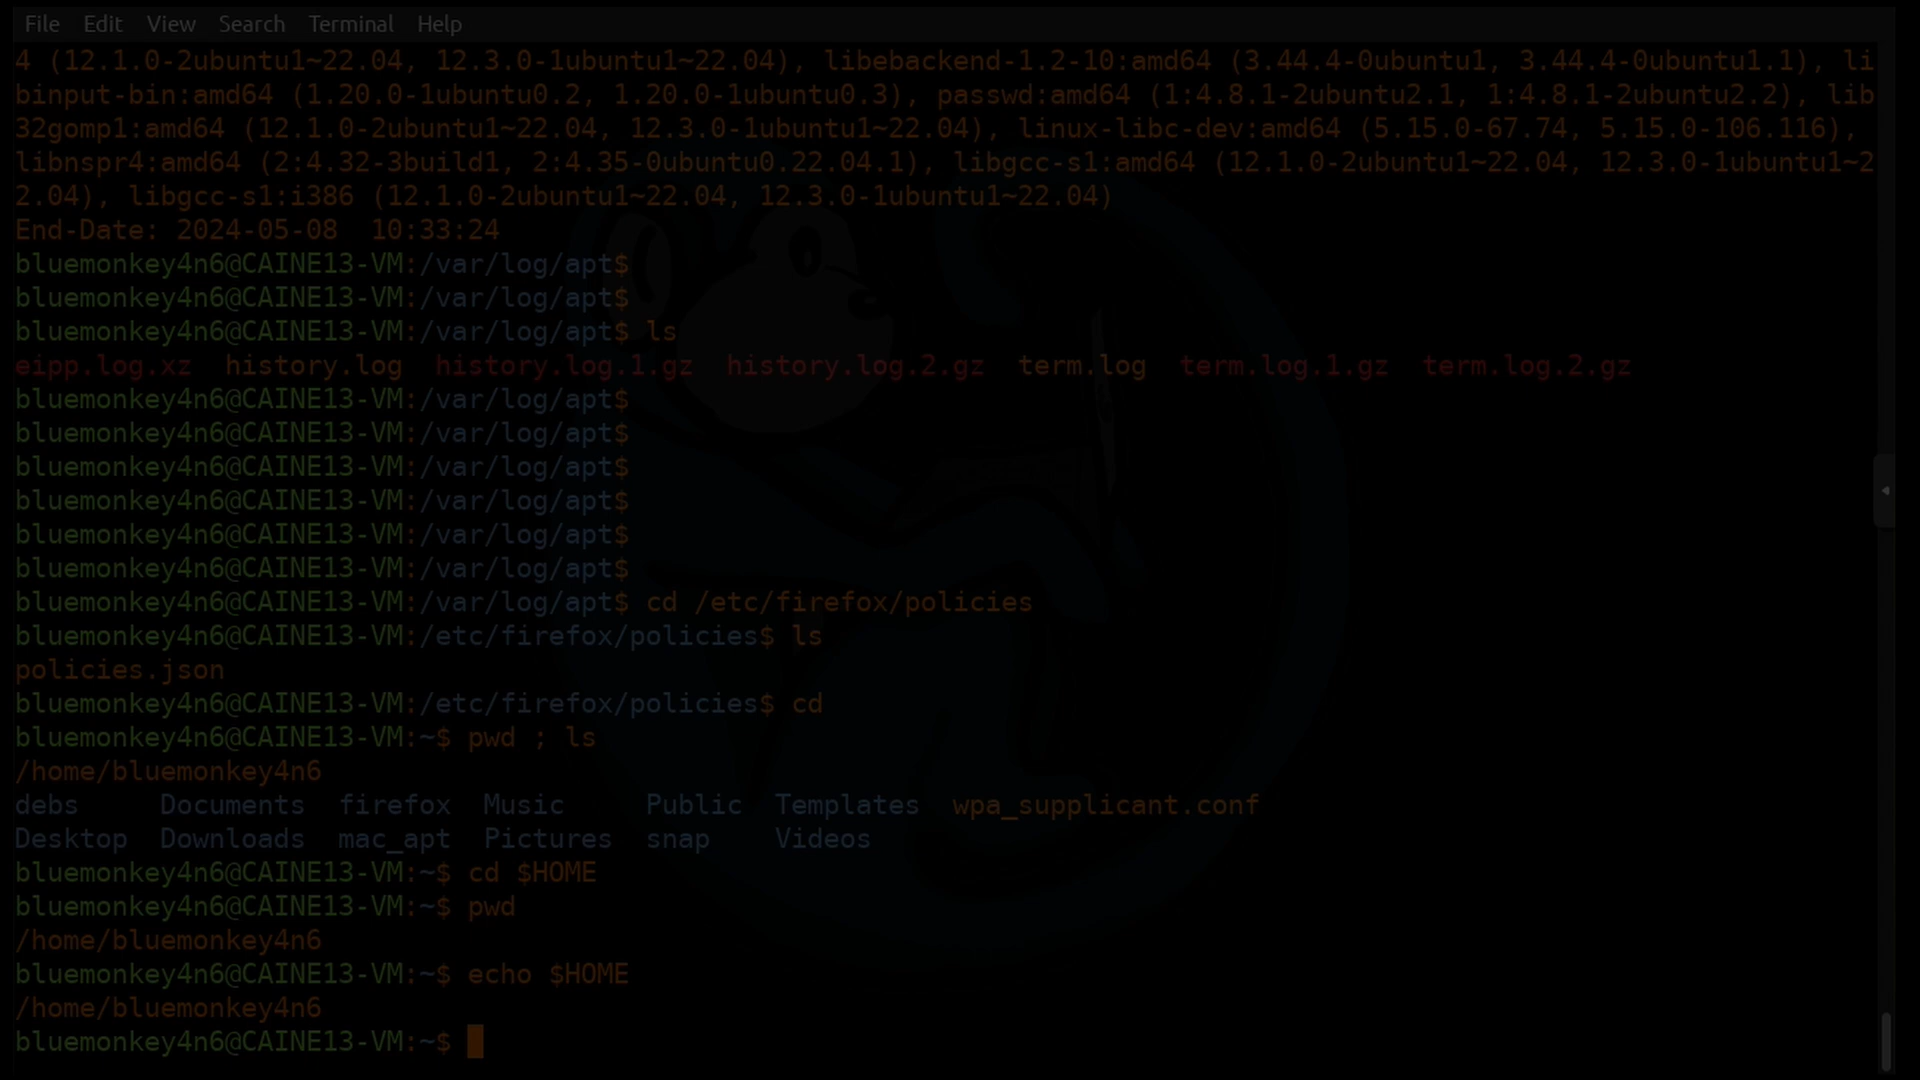 File Edit View Search Terminal Help
4 (12.1.0-2ubuntu1~22.04, 12.3.0-1ubuntu1~22.04), libebackend-1.2-10:amd64 (3.44.4-0ubuntu1, 3.44.4-0ubuntu1.1), li
binput-bin:amd64 (1.20.0-1ubuntu0.2, 1.20.0-1ubuntu0.3), passwd:amd64 (1:4.8.1-2ubuntu2.1, 1:4.8.1-2ubuntu2.2), lib
32gomp1:amd64 (12.1.0-2ubuntu1~22.04, 12.3.0-1ubuntu1~22.04), linux-libc-dev:amd64 (5.15.0-67.74, 5.15.0-106.116),
libnspr4:amd64 (2:4.32-3build1, 2:4.35-0ubuntu0.22.04.1), libgcc-s1:amd64 (12.1.0-2ubuntu1~22.04, 12.3.0-1ubuntu1~2
2.04), libgcc-s1:i386 (12.1.0-2ubuntu1~22.04, 12.3.0-1ubuntu1~22.04)
End-Date: 2024-05-08  10:33:24
bluemonkey4n6@CAINE13-VM:/var/log/apt$
bluemonkey4n6@CAINE13-VM:/var/log/apt$
bluemonkey4n6@CAINE13-VM:/var/log/apt$ ls
eipp.log.xz  history.log  history.log.1.gz  history.log.2.gz  term.log  term.log.1.gz  term.log.2.gz
bluemonkey4n6@CAINE13-VM:/var/log/apt$
bluemonkey4n6@CAINE13-VM:/var/log/apt$
bluemonkey4n6@CAINE13-VM:/var/log/apt$
bluemonkey4n6@CAINE13-VM:/var/log/apt$
bluemonkey4n6@CAINE13-VM:/var/log/apt$
bluemonkey4n6@CAINE13-VM:/var/log/apt$
bluemonkey4n6@CAINE13-VM:/var/log/apt$ cd /etc/firefox/policies
bluemonkey4n6@CAINE13-VM:/etc/firefox/policies$ ls
policies.json
bluemonkey4n6@CAINE13-VM:/etc/firefox/policies$ cd
bluemonkey4n6@CAINE13-VM:~$ pwd ; ls
/home/bluemonkey4n6
debs     Documents  firefox  Music     Public  Templates  wpa_supplicant.conf
Desktop  Downloads  mac_apt  Pictures  snap    Videos
bluemonkey4n6@CAINE13-VM:~$ cd $HOME
bluemonkey4n6@CAINE13-VM:~$ pwd
/home/bluemonkey4n6
bluemonkey4n6@CAINE13-VM:~$ echo $HOME
/home/bluemonkey4n6
bluemonkey4n6@CAINE13-VM:~$